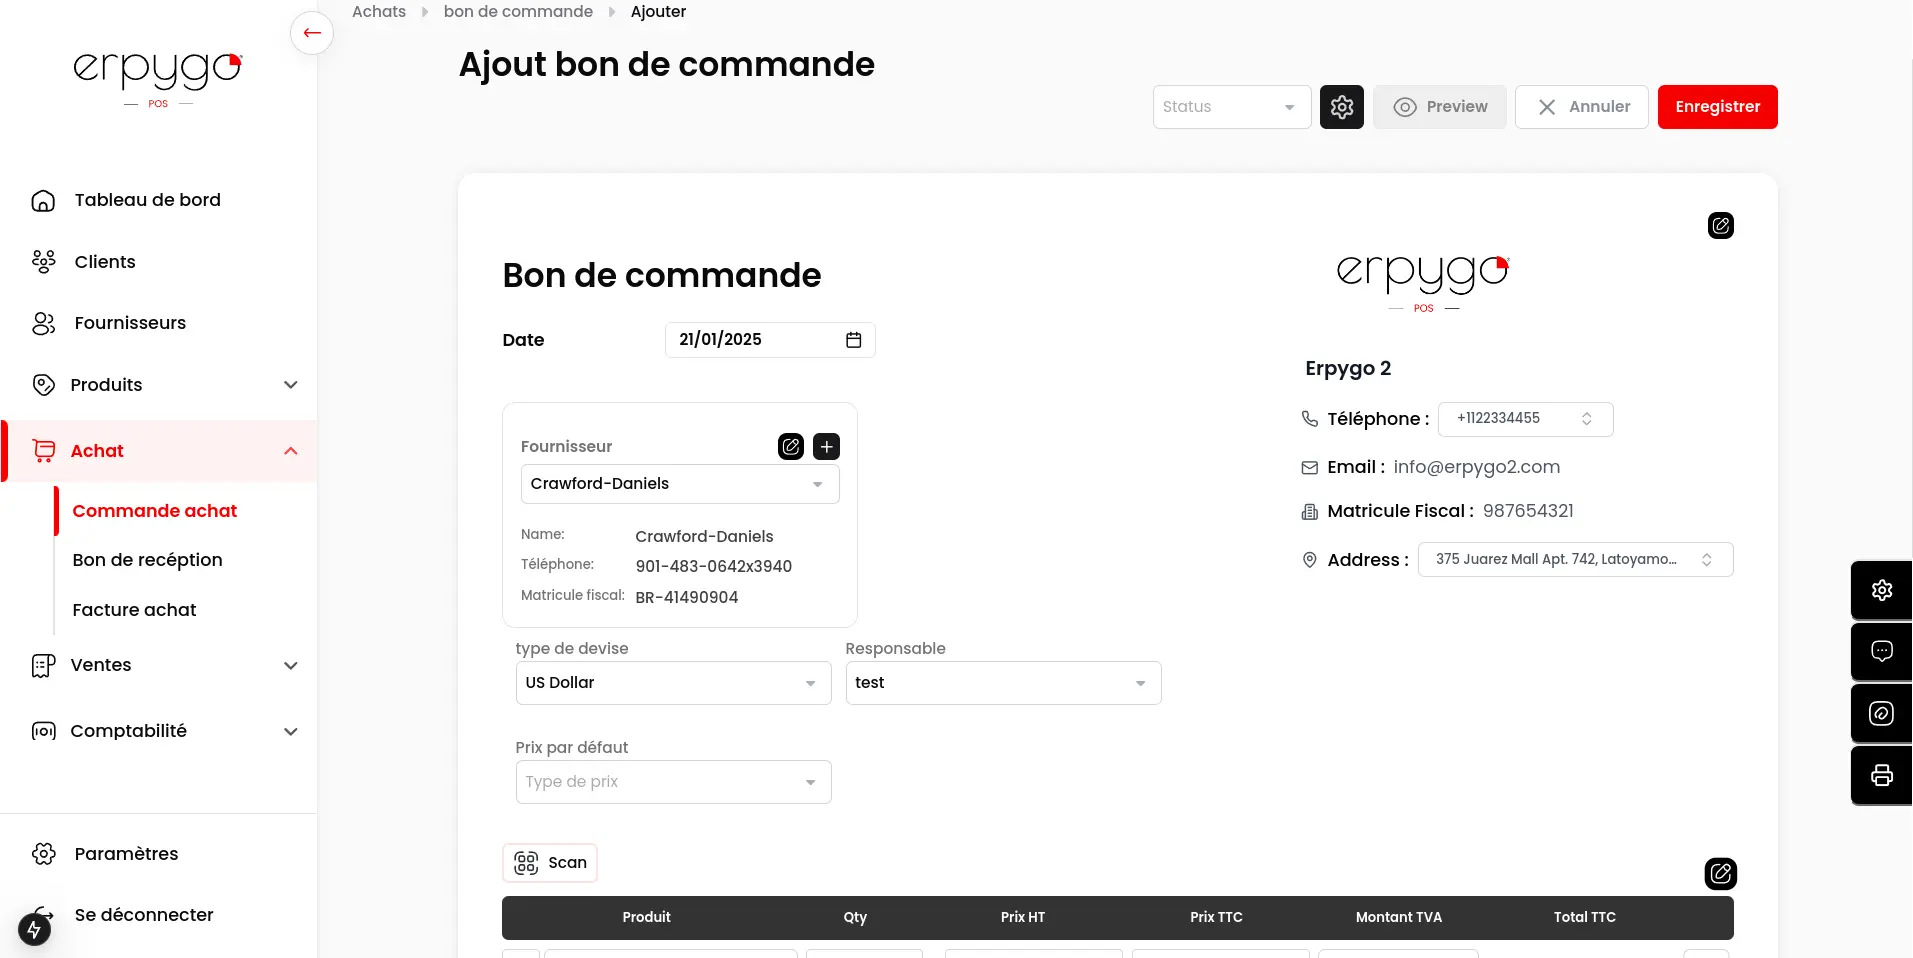 Achats bon de commande Ajouter
erpygo
POS
Ajout bon de commande
Status
Preview
Annuler
Enregistrer
Tableau de bord
Clients
Fournisseurs
Produits
Achat
Commande achat
Bon de recéption
Facture achat
Ventes
Comptabilité
Paramètres
Se déconnecter
Bon de commande
Date 21/01/2025
Fournisseur
Crawford-Daniels
Name: Crawford-Daniels
Téléphone: 901-483-0642x3940
Matricule fiscal: BR-41490904
type de devise Responsable
US Dollar test
Prix par défaut
Type de prix
erpygo
POS
Erpygo 2
Téléphone : +1122334455
Email : info@erpygo2.com
Matricule Fiscal : 987654321
Address : 375 Juarez Mall Apt. 742, Latoyamo...
Scan
Produit Qty Prix HT Prix TTC Montant TVA Total TTC